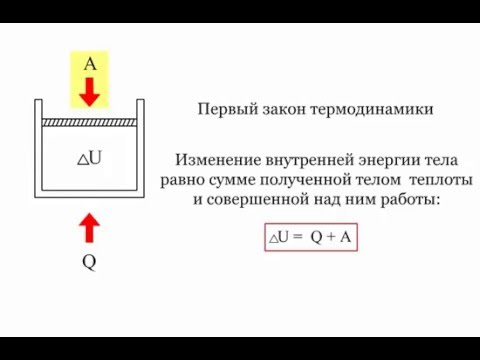 A
△U
Q
Первый закон термодинамики
Изменение внутренней энергии тела
равно сумме полученной телом теплоты
и совершенной над ним работы:
△U = Q + A